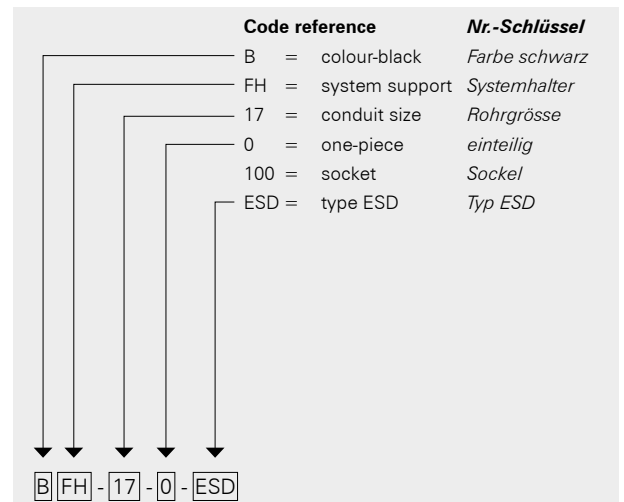 Code reference Nr.-Schlüssel
B = colour-black Farbe schwarz
FH = system support Systemhalter
17 = conduit size Rohrgrösse
0 = one-piece einteilig
100 = socket Sockel
ESD = type ESD Typ ESD
B FH - 17 - 0 - ESD